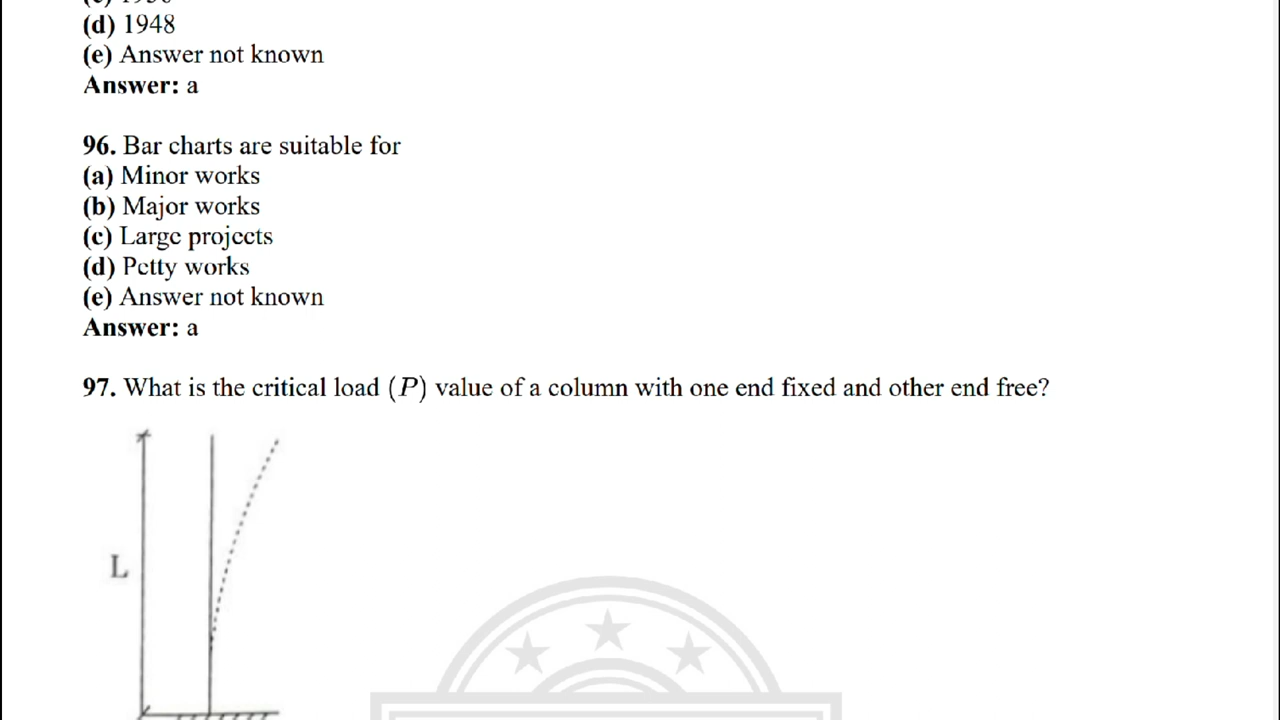 (d) 1948
(e) Answer not known
Answer: a
96. Bar charts are suitable for
(a) Minor works
(b) Major works
(c) Large projects
(d) Petty works
(e) Answer not known
Answer: a
97. What is the critical load (P) value of a column with one end fixed and other end free?
L